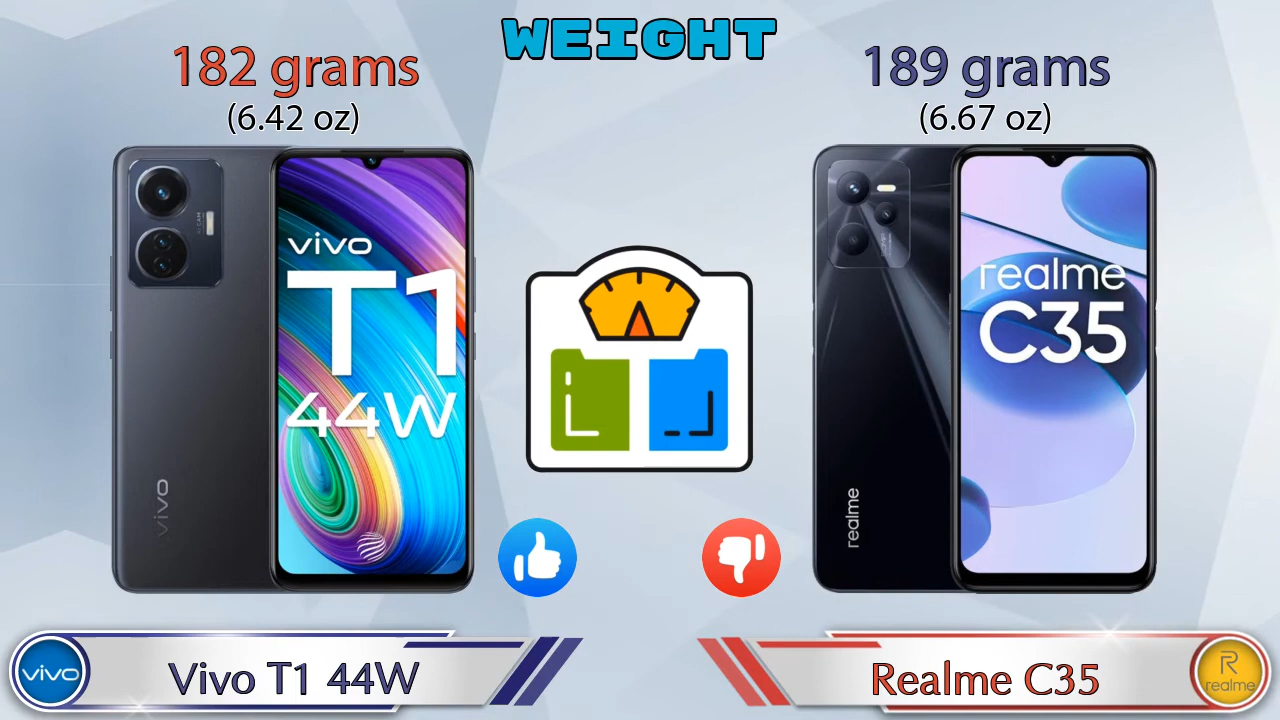 WEIGHT
182 grams
(6.42 oz)
189 grams
(6.67 oz)
vivo
T1
44W
vivo
realme
C35
realme
vivo
Vivo T1 44W
Realme C35
R
realme